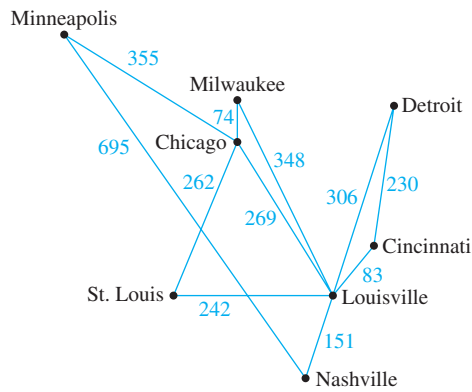 Minneapolis
355
Milwaukee
74
Detroit
Chicago
695
348
262
306
230
269
Cincinnati
83
St. Louis
242
Louisville
151
Nashville